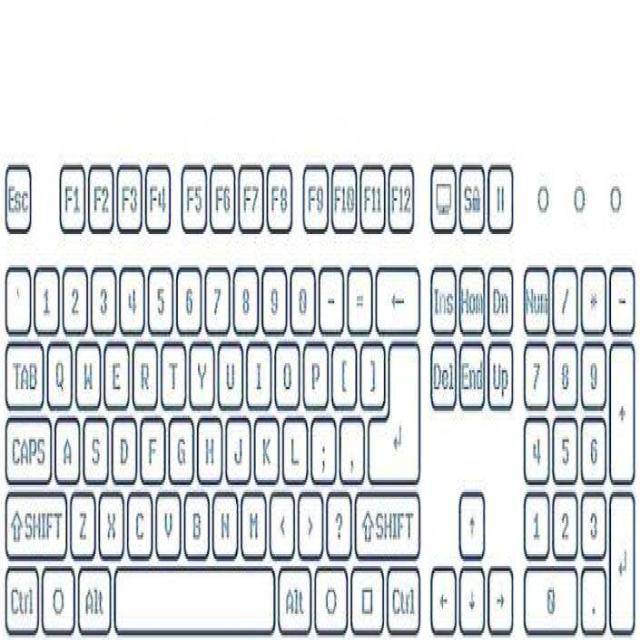 Esc F1 F2 F3 F4 F5 F6 F7 F8 F9 F10 F11 F12
` 1 2 3 4 5 6 7 8 9 0 - = ← Ins Hom Dn Num / * -
TAB Q W E R T Y U I O P [ ] Del End Up 7 8 9
CAPS A S D F G H J K L ; , ↲ 4 5 6
⇧SHIFT Z X C V B N M < > ? ⇧SHIFT ↑ 1 2 3 ↲
Ctrl Alt Alt Ctrl ← ↓ → 0 .